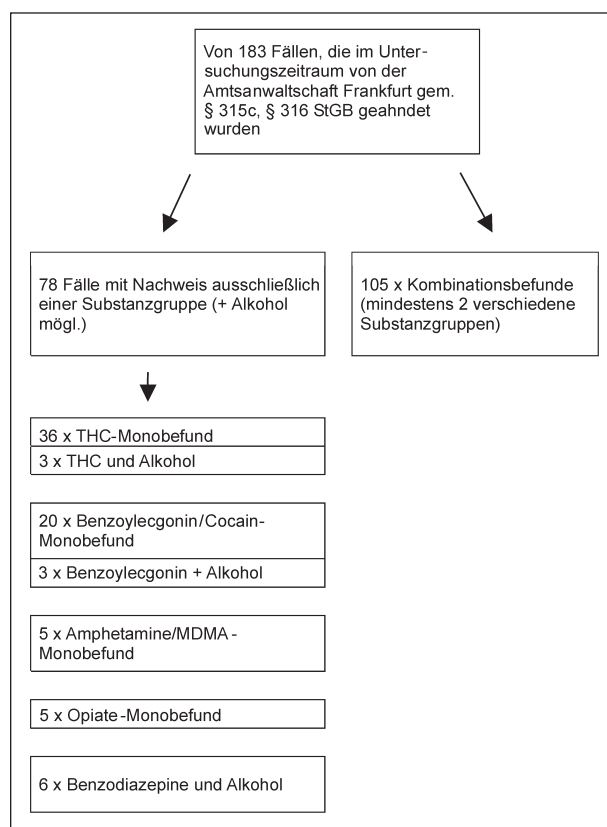 Von 183 Fällen, die im Unter-
suchungszeitraum von der
Amtsanwaltschaft Frankfurt gem.
§ 315c, § 316 StGB geahndet
wurden
78 Fälle mit Nachweis ausschließlich
einer Substanzgruppe (+ Alkohol
mögl.)
105 x Kombinationsbefunde
(mindestens 2 verschiedene
Substanzgruppen)
36 x THC-Monobefund
3 x THC und Alkohol
20 x Benzoylecgonin/Cocain-
Monobefund
3 x Benzoylecgonin + Alkohol
5 x Amphetamine/MDMA-
Monobefund
5 x Opiate-Monobefund
6 x Benzodiazepine und Alkohol